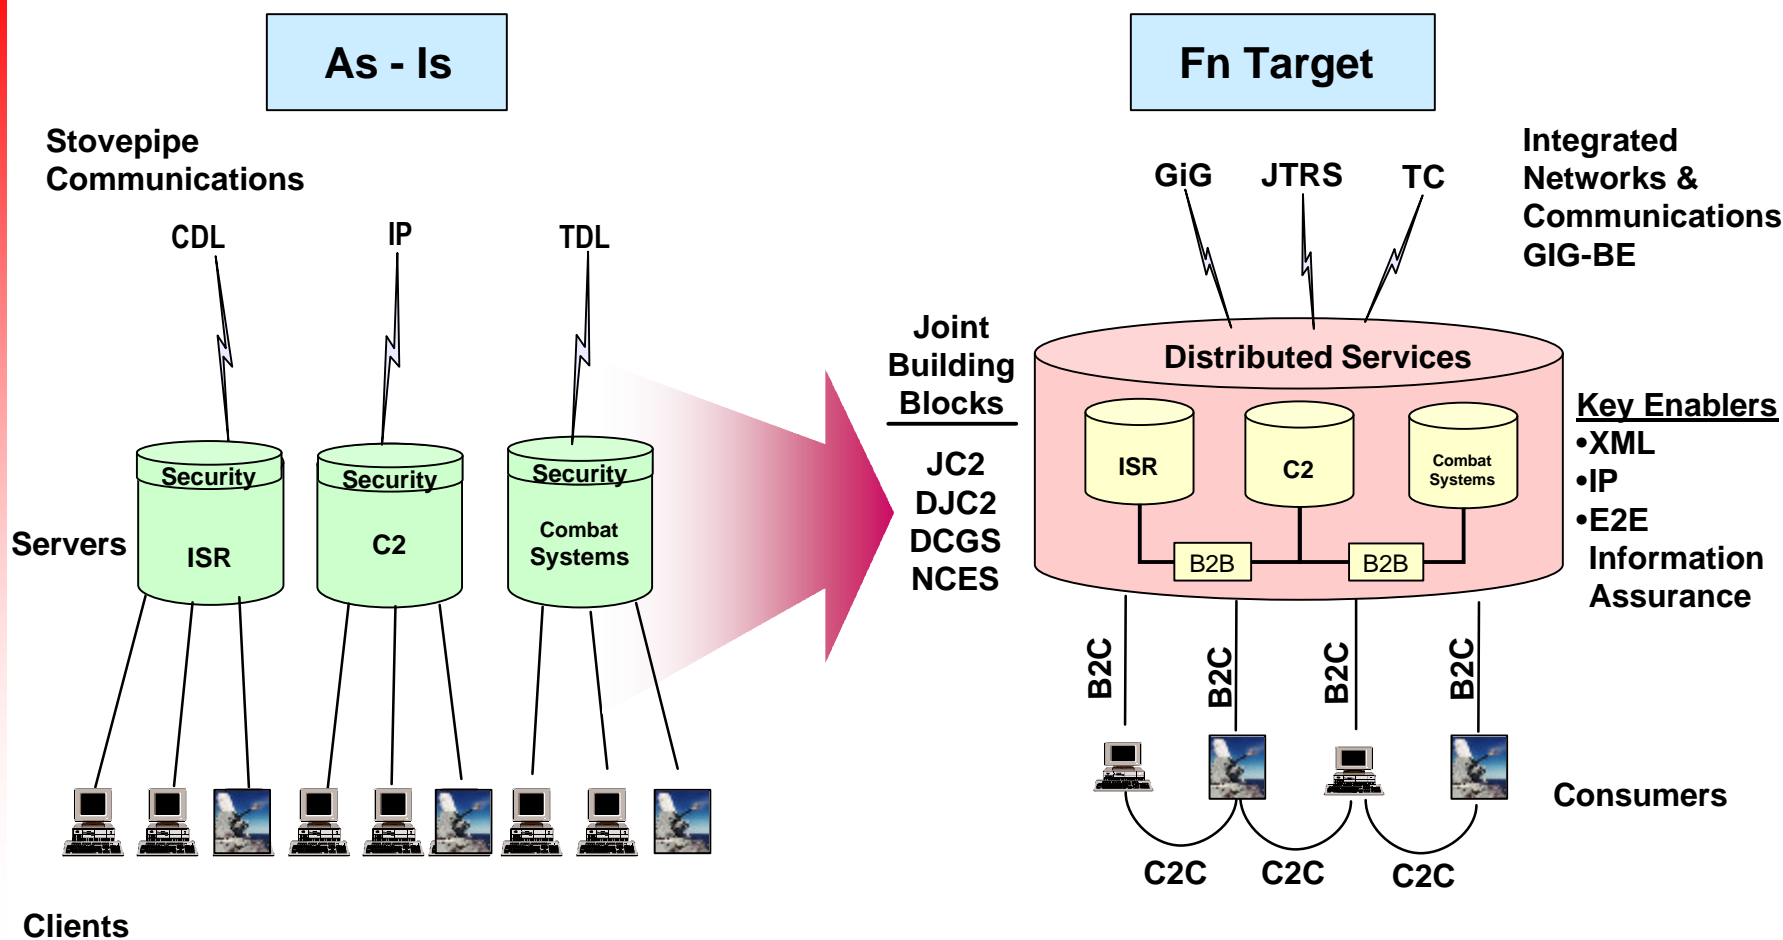 As - Is
Stovepipe
Communications
CDL
IP
TDL
Security
Security
Security
Servers
ISR
C2
Combat
Systems
Clients
Fn Target
GiG
JTRS
TC
Integrated
Networks &
Communications
GIG-BE
Joint
Building
Blocks
JC2
DJC2
DCGS
NCES
Distributed Services
ISR
C2
Combat
Systems
B2B
B2B
Key Enablers
•XML
•IP
•E2E
Information
Assurance
B2C
B2C
B2C
B2C
Consumers
C2C
C2C
C2C